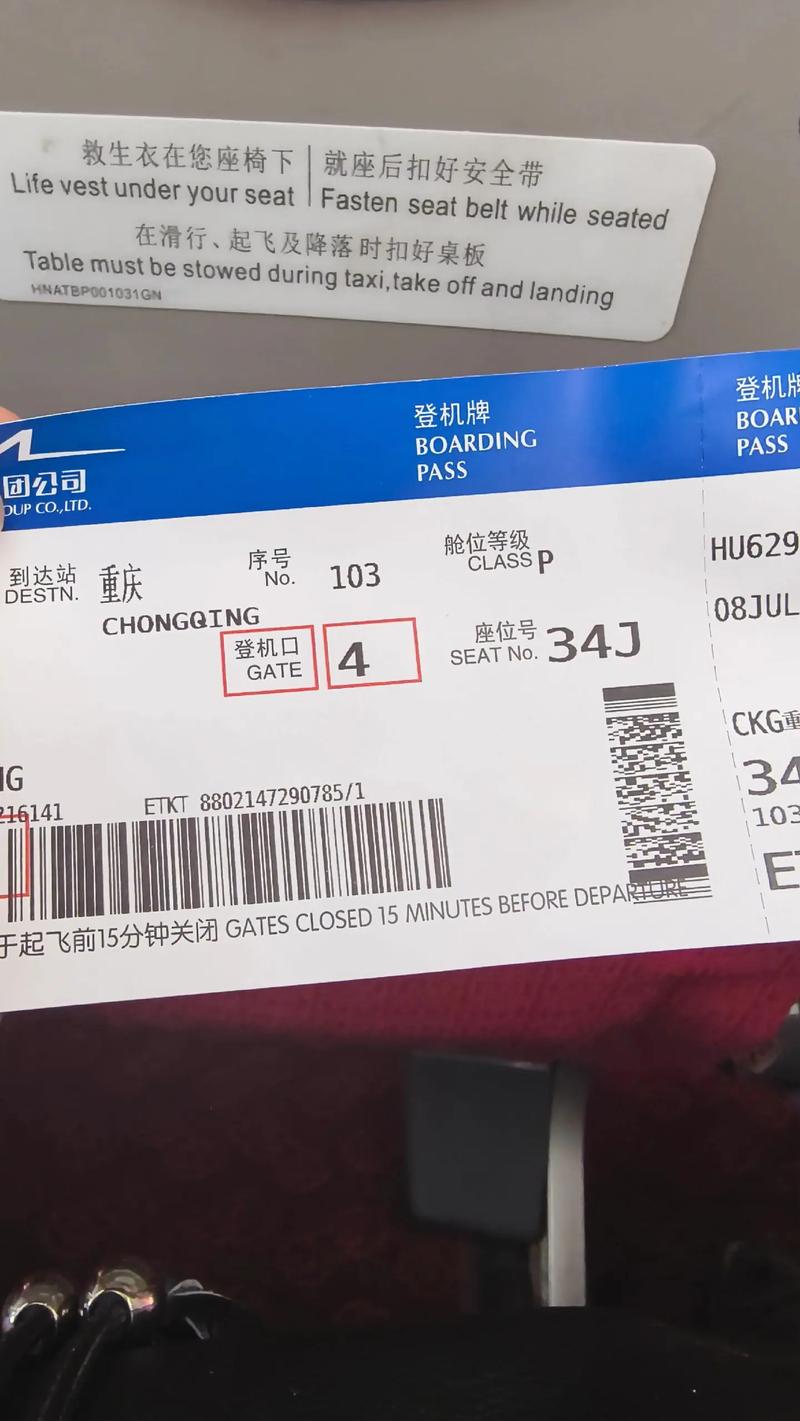 救生衣在您座椅下 | 就座后扣好安全带
Life vest under your seat | Fasten seat belt while seated
在滑行、起飞及降落时扣好桌板
Table must be stowed during taxi,take off and landing
HNATBP001031GN
团公司
OUP CO.,LTD.
登机牌
BOARDING
PASS
登机牌
BOAR
PASS
到达站 重庆 序号 103 舱位等级 P
DESTN. No. CLASS
CHONGQING
登机口 4 座位号 34J
GATE SEAT No.
HU629
08JUL
CKG重
34
103
NG
216141 ETKT 8802147290785/1
于起飞前15分钟关闭 GATES CLOSED 15 MINUTES BEFORE DEPARTURE